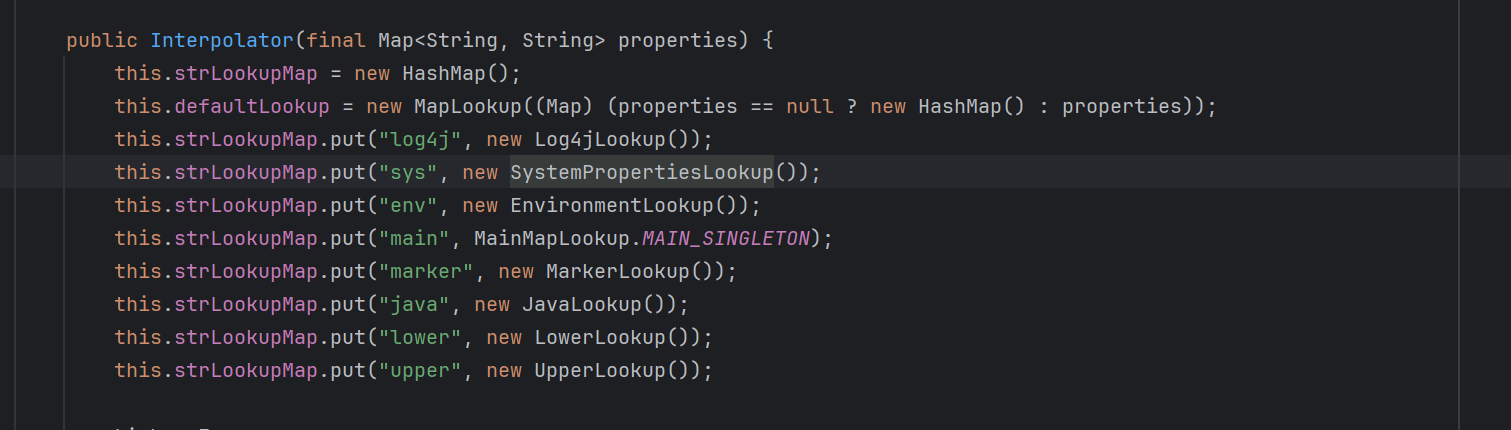 public Interpolator(final Map<String, String> properties) {
this.strLookupMap = new HashMap();
this.defaultLookup = new MapLookup((Map) (properties == null ? new HashMap() : properties));
this.strLookupMap.put("log4j", new Log4jLookup());
this.strLookupMap.put("sys", new SystemPropertiesLookup());
this.strLookupMap.put("env", new EnvironmentLookup());
this.strLookupMap.put("main", MainMapLookup.MAIN_SINGLETON);
this.strLookupMap.put("marker", new MarkerLookup());
this.strLookupMap.put("java", new JavaLookup());
this.strLookupMap.put("lower", new LowerLookup());
this.strLookupMap.put("upper", new UpperLookup());